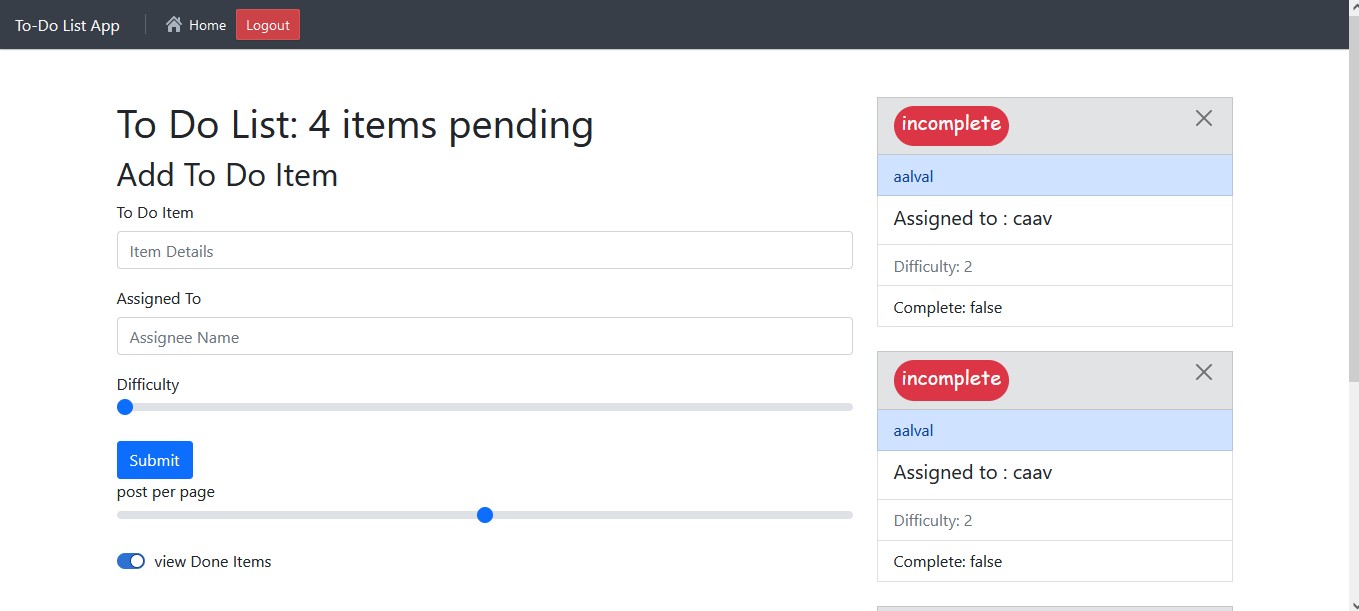 To-Do List App Home Logout
To Do List: 4 items pending
Add To Do Item
To Do Item
Item Details
Assigned To
Assignee Name
Difficulty
Submit
post per page
view Done Items
incomplete
aalval
Assigned to : caav
Difficulty: 2
Complete: false
incomplete
aalval
Assigned to : caav
Difficulty: 2
Complete: false